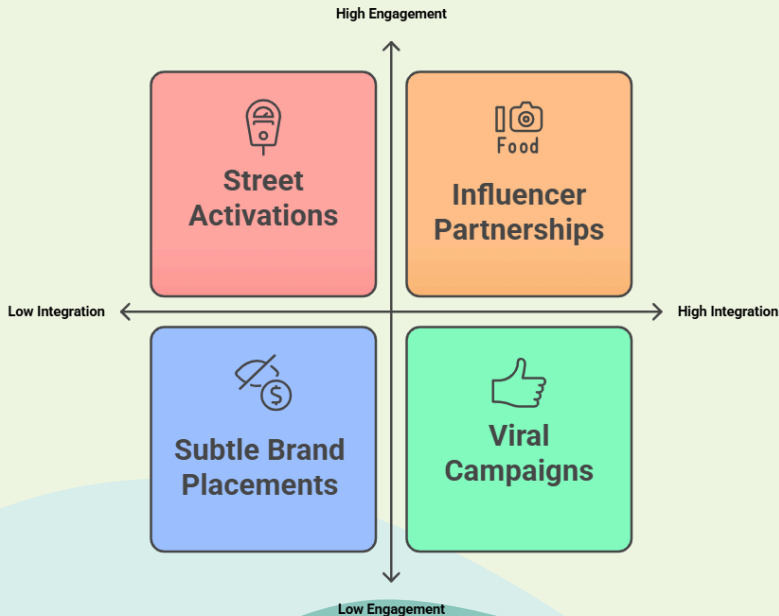 High Engagement
Food
Street
Activations
Influencer
Partnerships
Low Integration
High Integration
$
Subtle Brand
Placements
Viral
Campaigns
Low Engagement